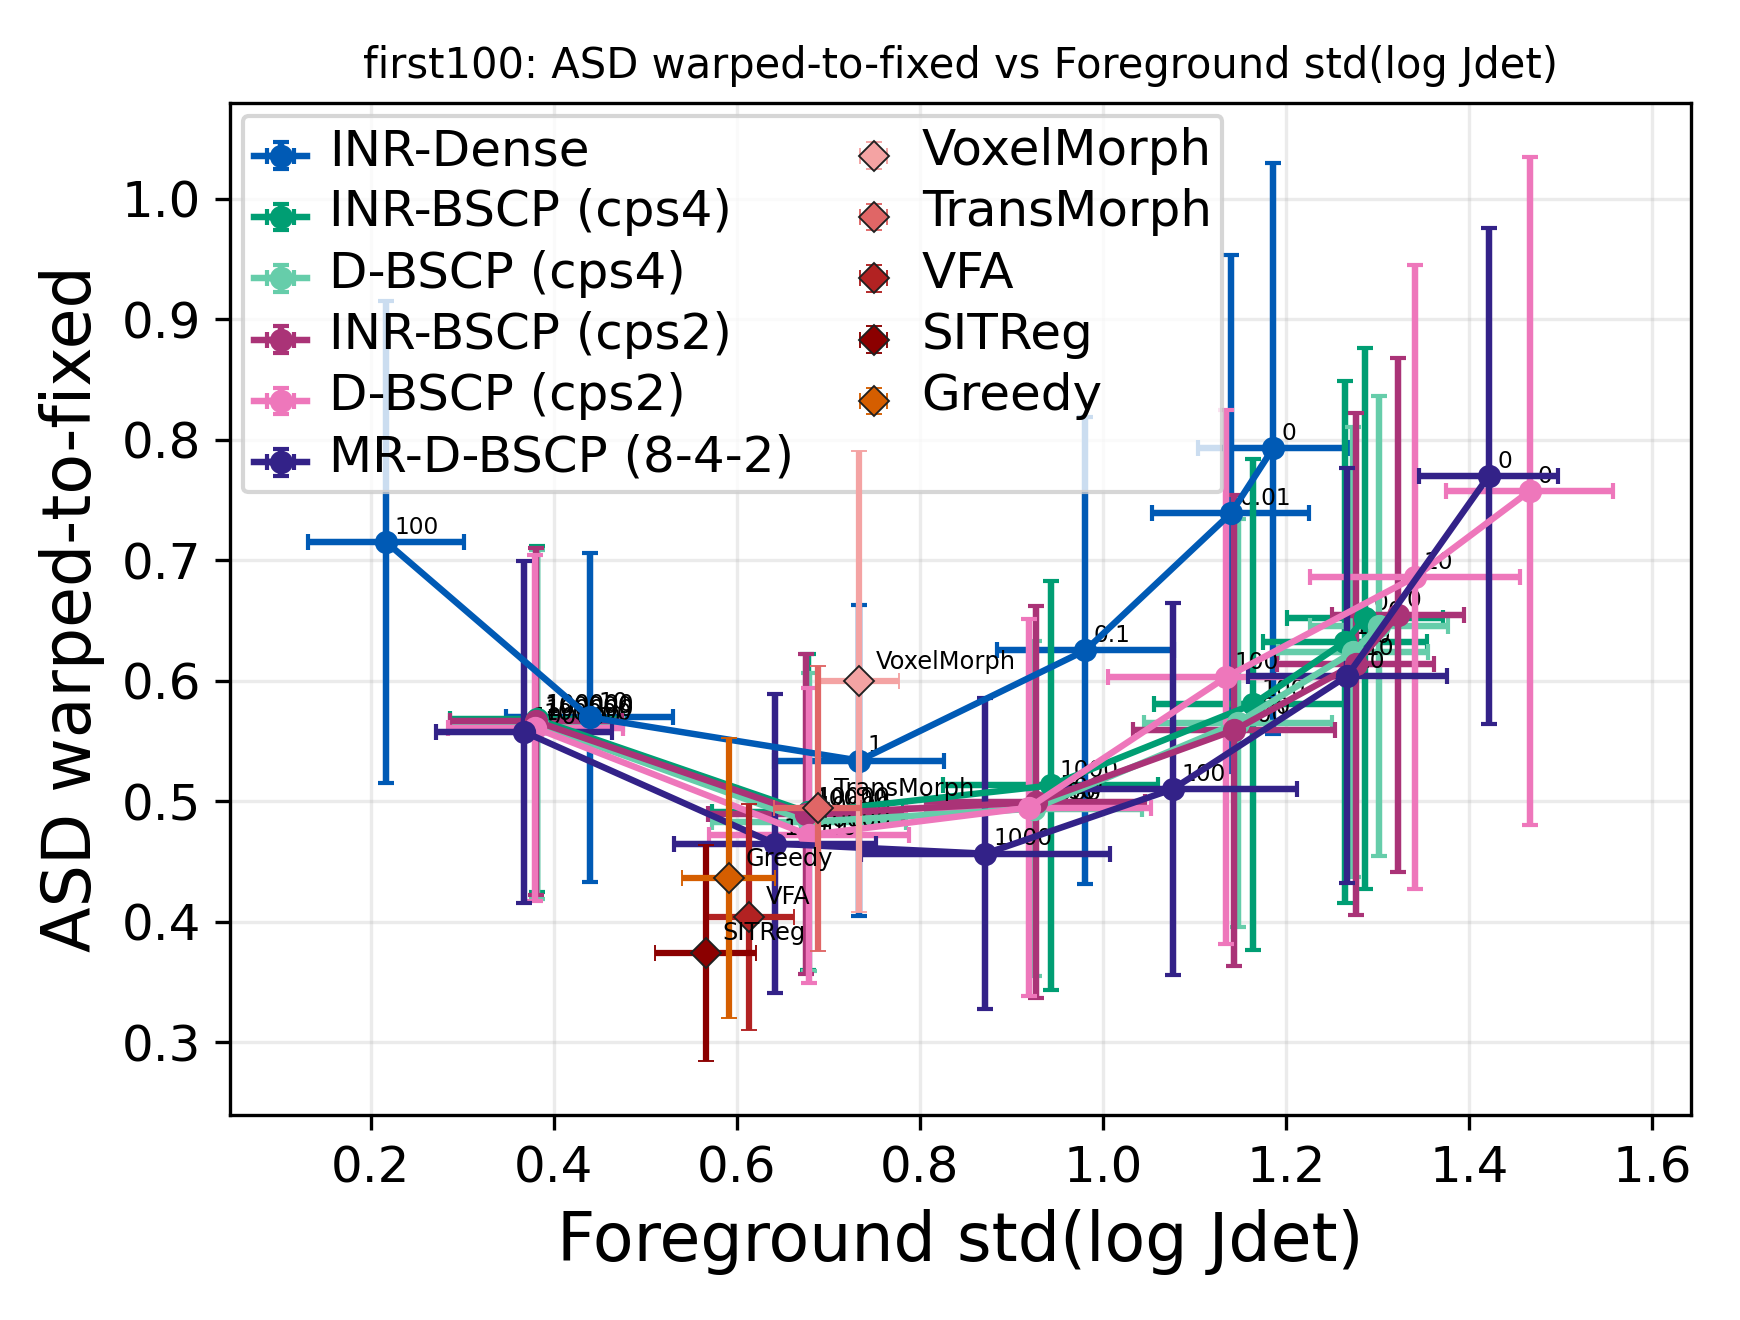 first100: ASD warped-to-fixed vs Foreground std(log Jdet)
INR-Dense
INR-BSCP (cps4)
D-BSCP (cps4)
INR-BSCP (cps2)
D-BSCP (cps2)
MR-D-BSCP (8-4-2)
VoxelMorph
TransMorph
VFA
SITReg
Greedy
ASD warped-to-fixed
1.0
0.9
0.8
0.7
0.6
0.5
0.4
0.3
0
0.01
0
0
100
0.1
100
VoxelMorph
10
1
TransMorph
1000
100
1000
Greedy
VFA
SITReg
0.2
0.4
0.6
0.8
1.0
1.2
1.4
1.6
Foreground std(log Jdet)